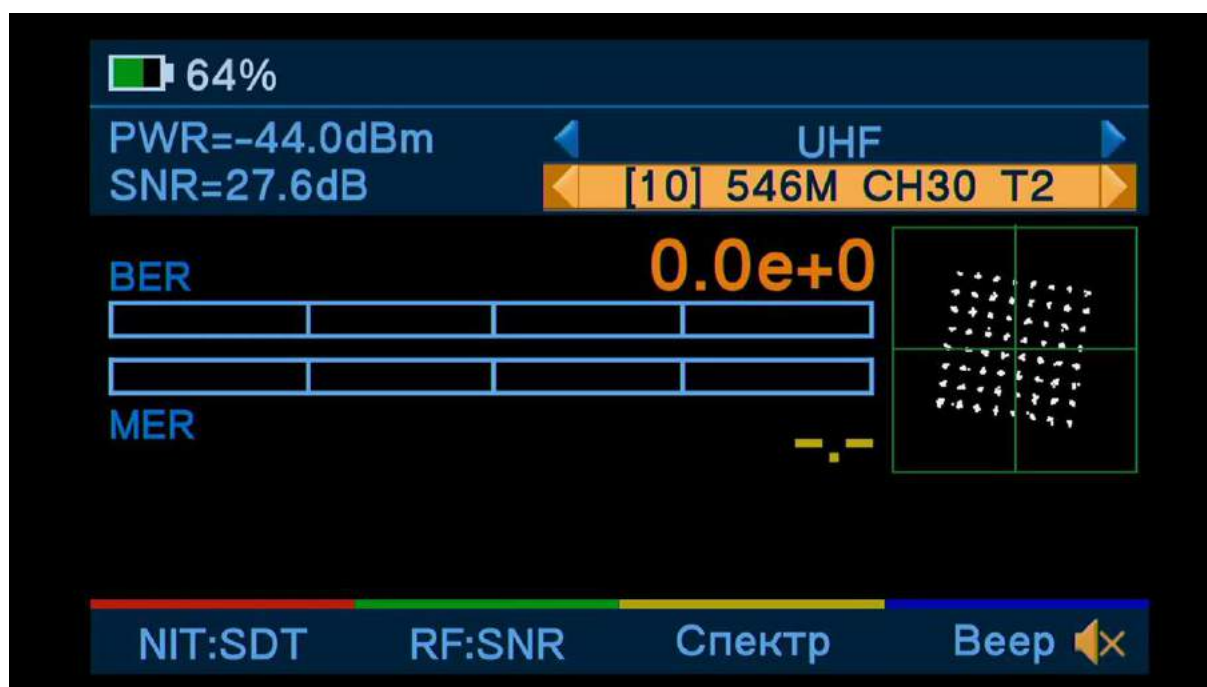 64%
PWR=-44.0dBm
UHF
SNR=27.6dB
[10] 546M CH30 T2
BER
0.0e+0
MER
-.-
NIT:SDT
RF:SNR
Спектр
Beep